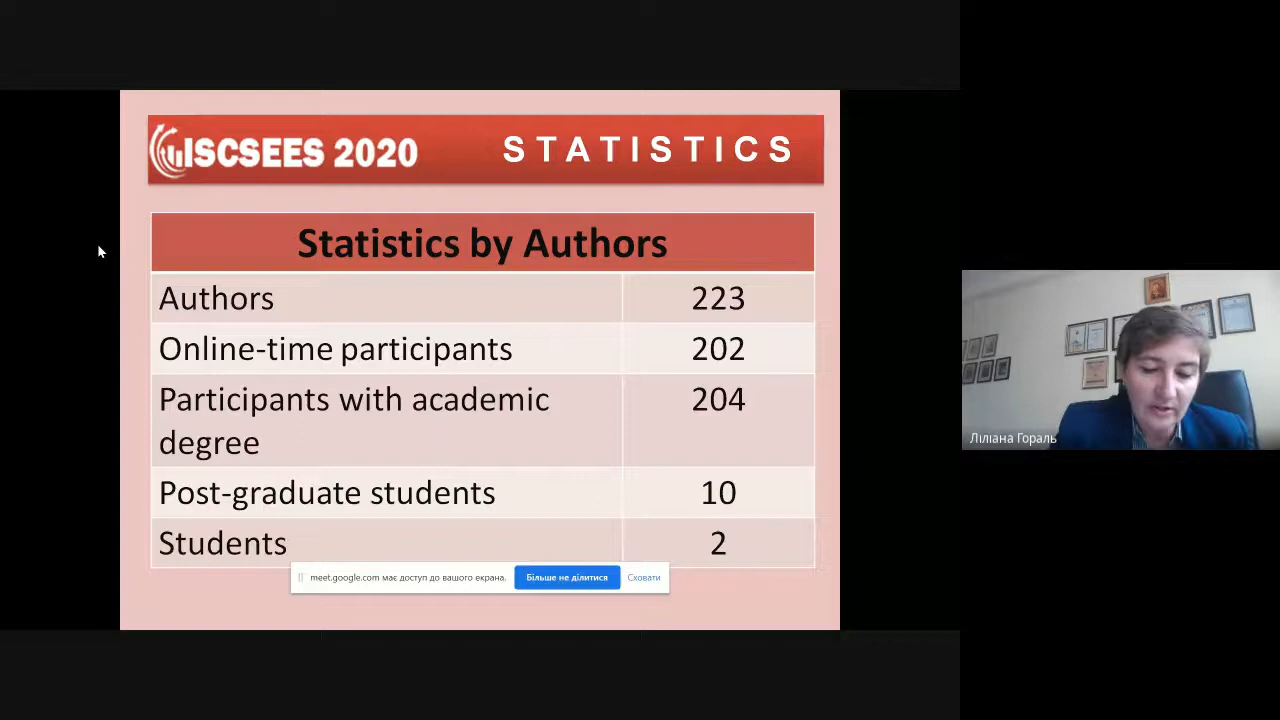 ISCSEES 2020
STATISTICS
Statistics by Authors
Authors 223
Online-time participants 202
Participants with academic 204
degree
Post-graduate students 10
Students 2
meet.google.com має доступ до вашого екрана. Більше не ділитися Сховати
Ліліана Гораль